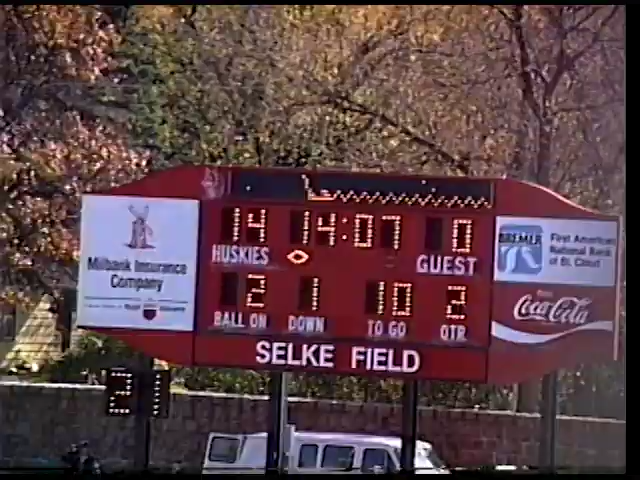 14 14:07 0
HUSKIES GUEST
2 1 10 2
BALL ON DOWN TO GO QTR
SELKE FIELD
Milbank Insurance
Company
BREMER
First American
National Bank
of St. Cloud
Coca-Cola
21